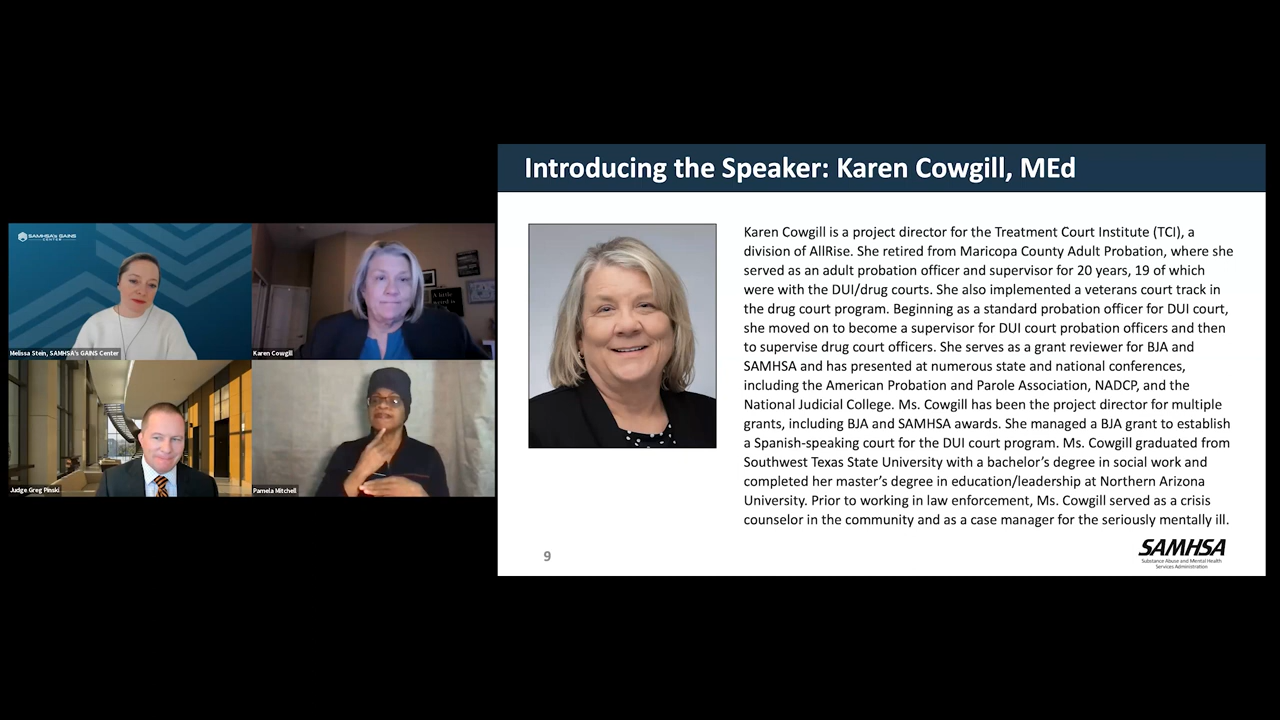 Introducing the Speaker: Karen Cowgill, MEd
Karen Cowgill is a project director for the Treatment Court Institute (TCI), a
division of AllRise. She retired from Maricopa County Adult Probation, where she
served as an adult probation officer and supervisor for 20 years, 19 of which
were with the DUI/drug courts. She also implemented a veterans court track in
the drug court program. Beginning as a standard probation officer for DUI court,
she moved on to become a supervisor for DUI court probation officers and then
to supervise drug court officers. She serves as a grant reviewer for BJA and
SAMHSA and has presented at numerous state and national conferences,
including the American Probation and Parole Association, NADCP, and the
National Judicial College. Ms. Cowgill has been the project director for multiple
grants, including BJA and SAMHSA awards. She managed a BJA grant to establish
a Spanish-speaking court for the DUI court program. Ms. Cowgill graduated from
Southwest Texas State University with a bachelor’s degree in social work and
completed her master’s degree in education/leadership at Northern Arizona
University. Prior to working in law enforcement, Ms. Cowgill served as a crisis
counselor in the community and as a case manager for the seriously mentally ill.
9
SAMHSA
Substance Abuse and Mental Health
Services Administration
SAMHSA's GAINS
CENTER
Melissa Stein, SAMHSA's GAINS Center
Karen Cowgill
Judge Greg Pinski
Pamela Mitchell